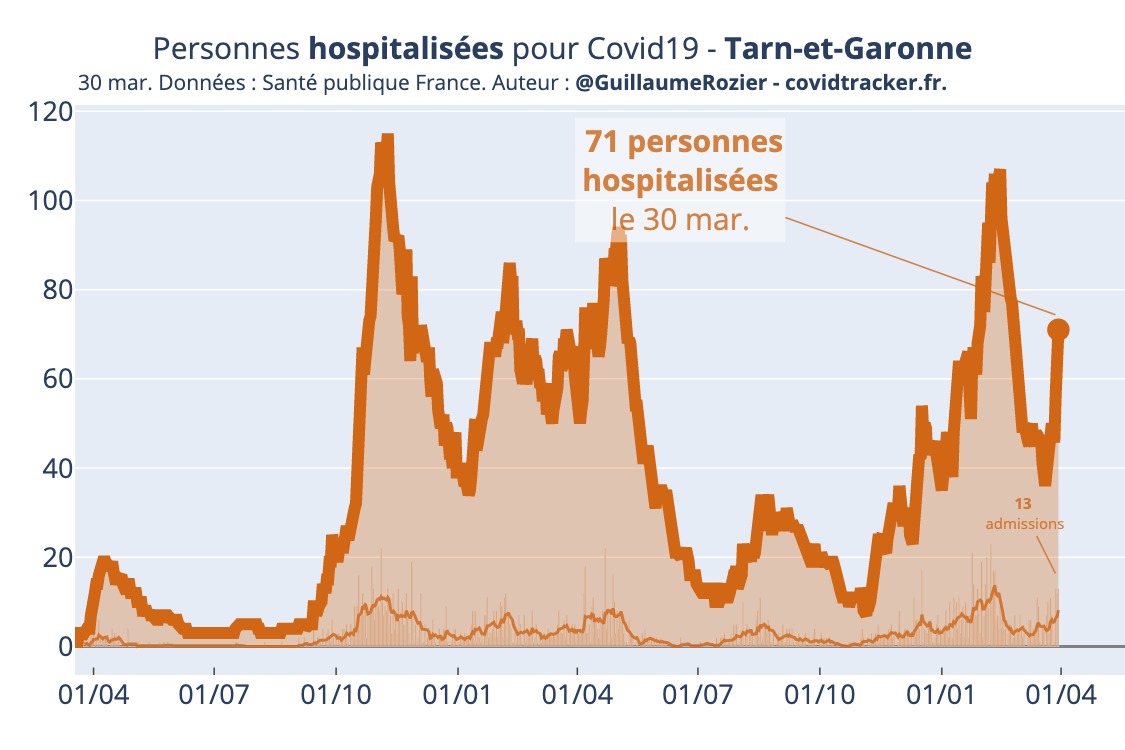 Personnes hospitalisées pour Covid19 - Tarn-et-Garonne
30 mar. Données : Santé publique France. Auteur : @GuillaumeRozier - covidtracker.fr.
120
71 personnes
hospitalisées
le 30 mar.
100
80
60
40
13
admissions
20
0
01/04 01/07 01/10 01/01 01/04 01/07 01/10 01/01 01/04